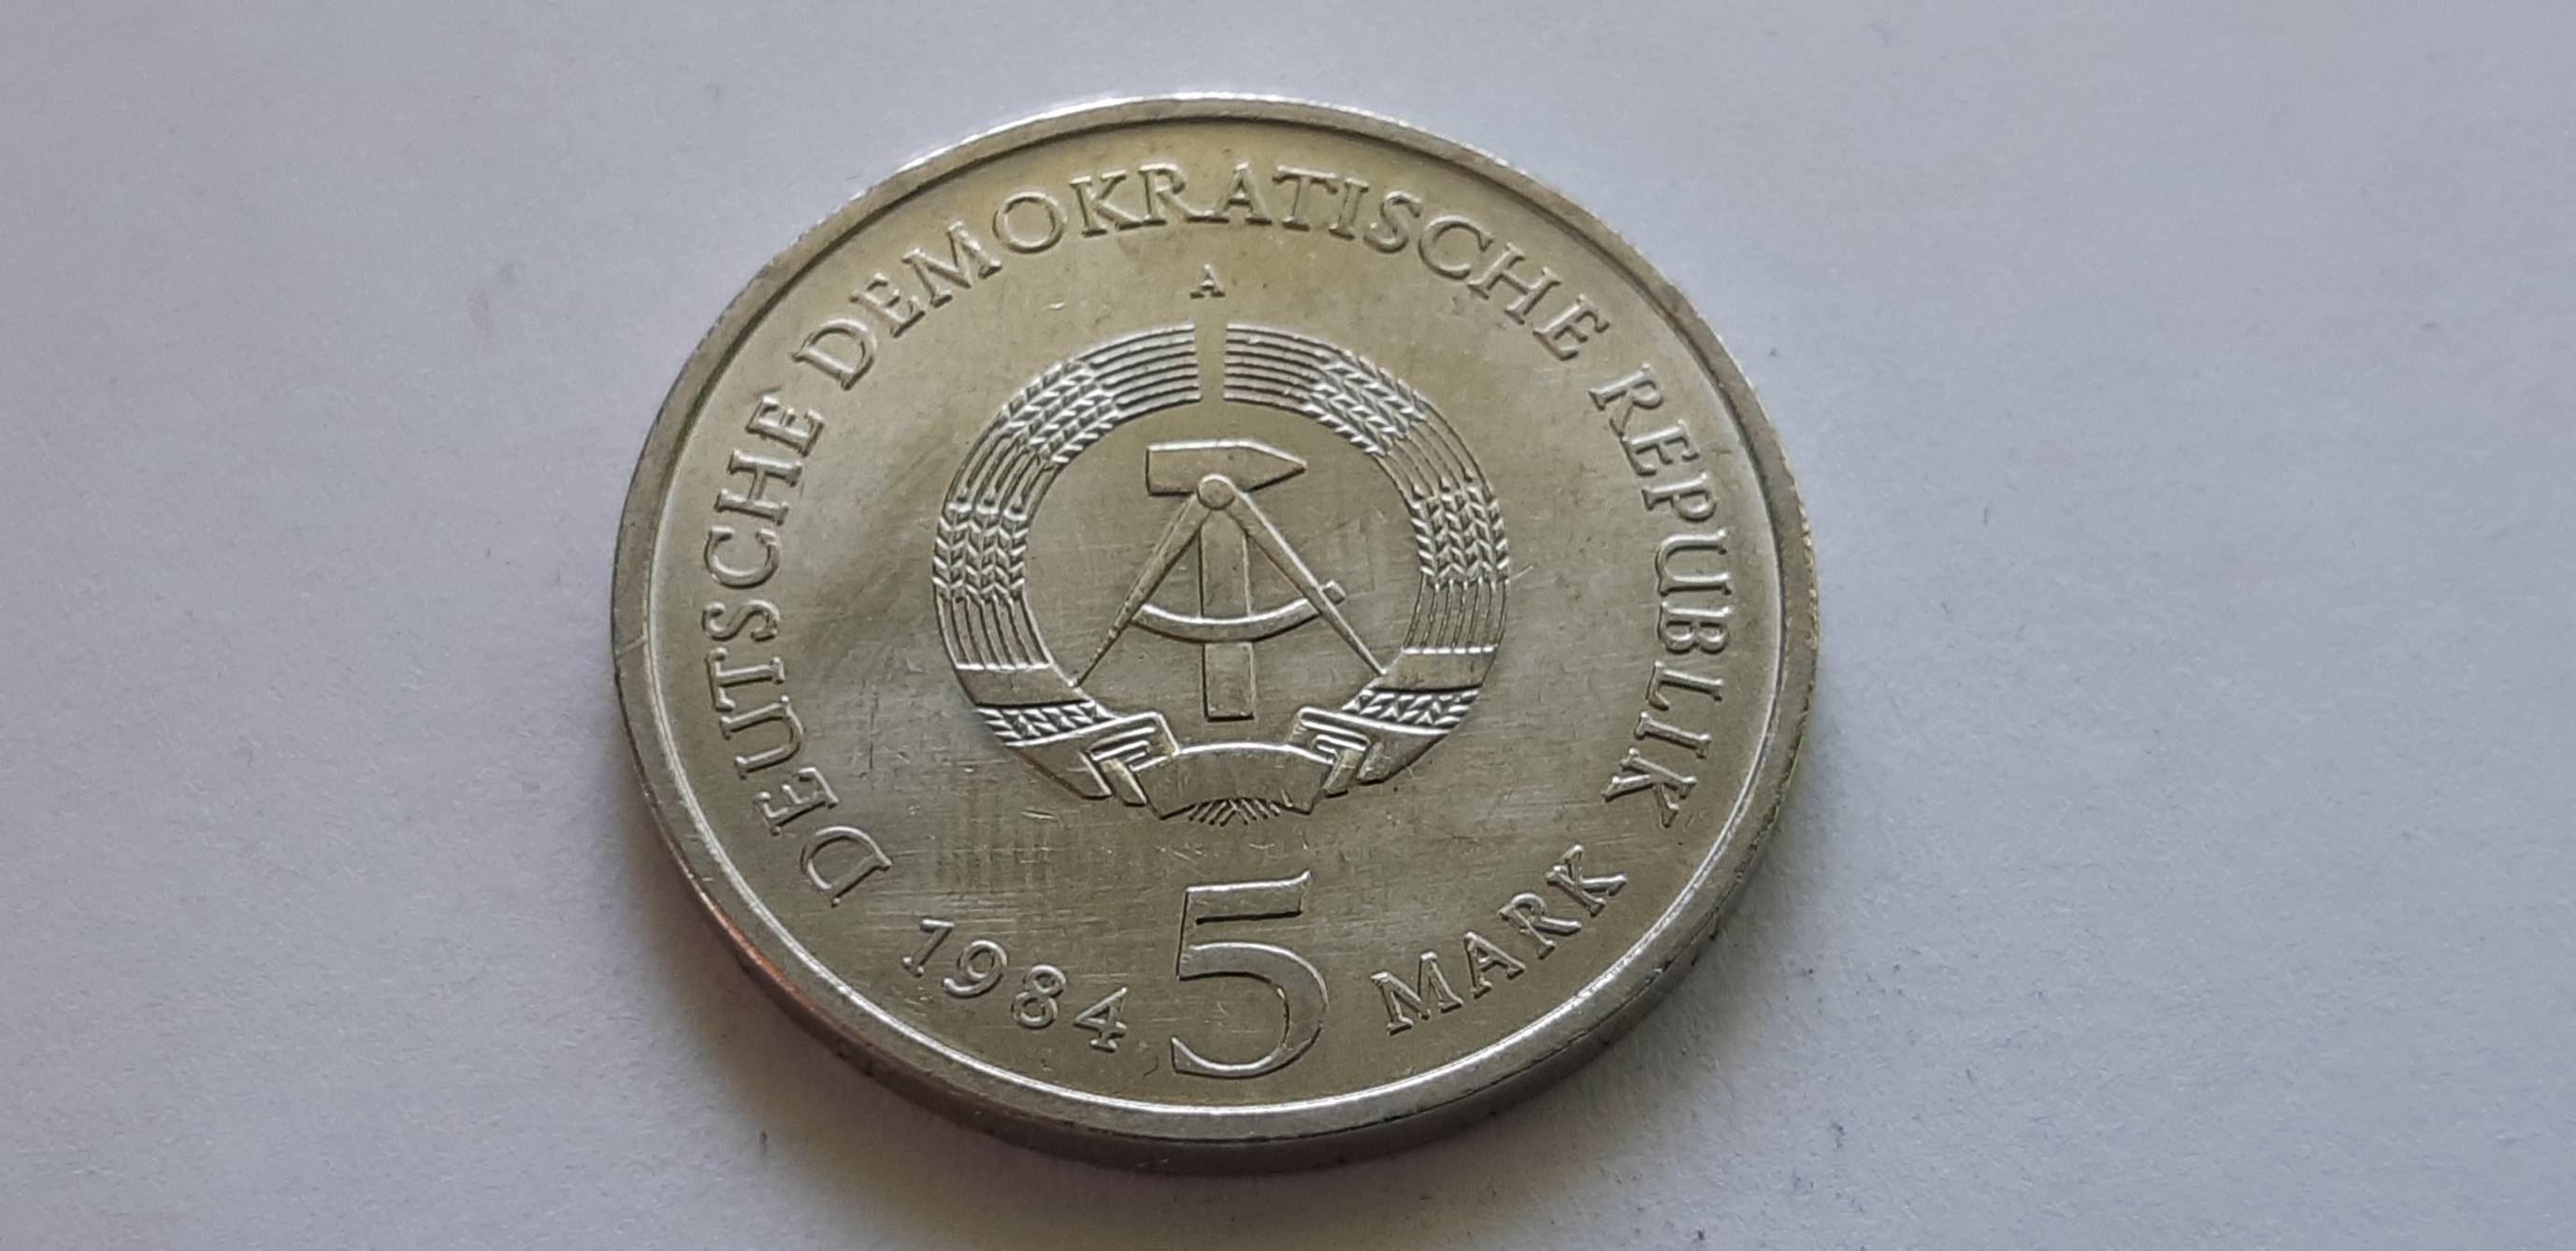 DEUTSCHE DEMOKRATISCHE REPUBLIK
A
1984 5 MARK